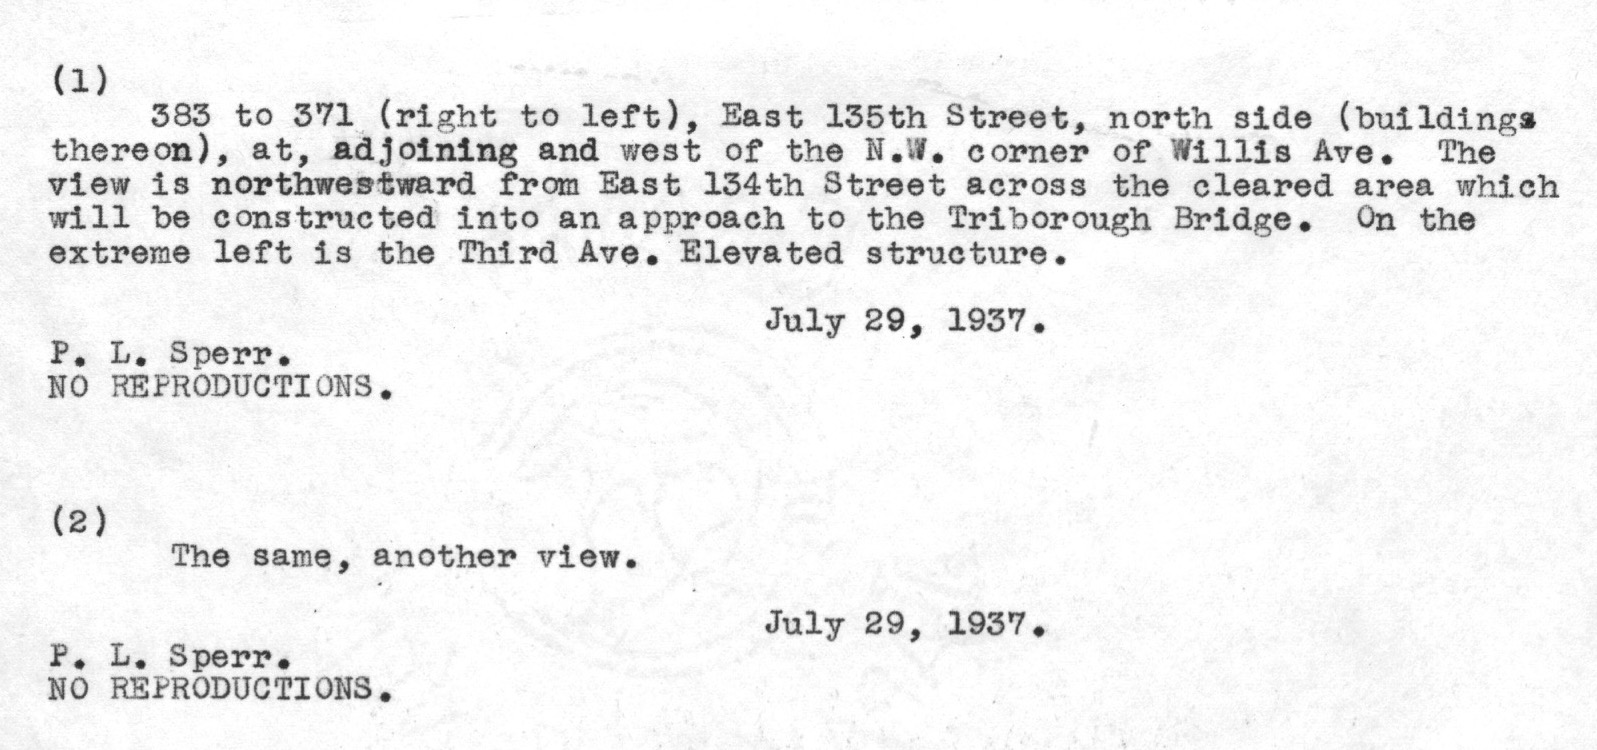 (1)
383 to 371 (right to left), East 135th Street, north side (buildings
thereon), at, adjoining and west of the N.W. corner of Willis Ave. The
view is northwestward from East 134th Street across the cleared area which
will be constructed into an approach to the Triborough Bridge. On the
extreme left is the Third Ave. Elevated structure.
July 29, 1937.
P. L. Sperr.
NO REPRODUCTIONS.
(2)
The same, another view.
July 29, 1937.
P. L. Sperr.
NO REPRODUCTIONS.